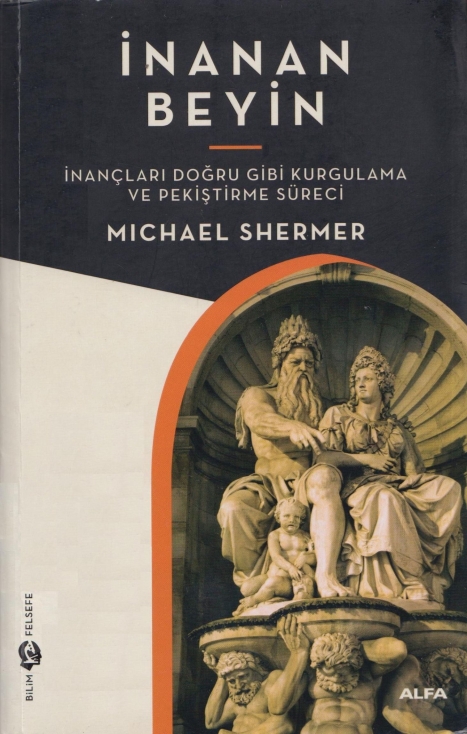 İNANAN
BEYİN
İNANÇLARI DOĞRU GİBİ KURGULAMA
VE PEKİŞTİRME SÜRECİ
MICHAEL SHERMER
BİLİM FELSEFE
ALFA